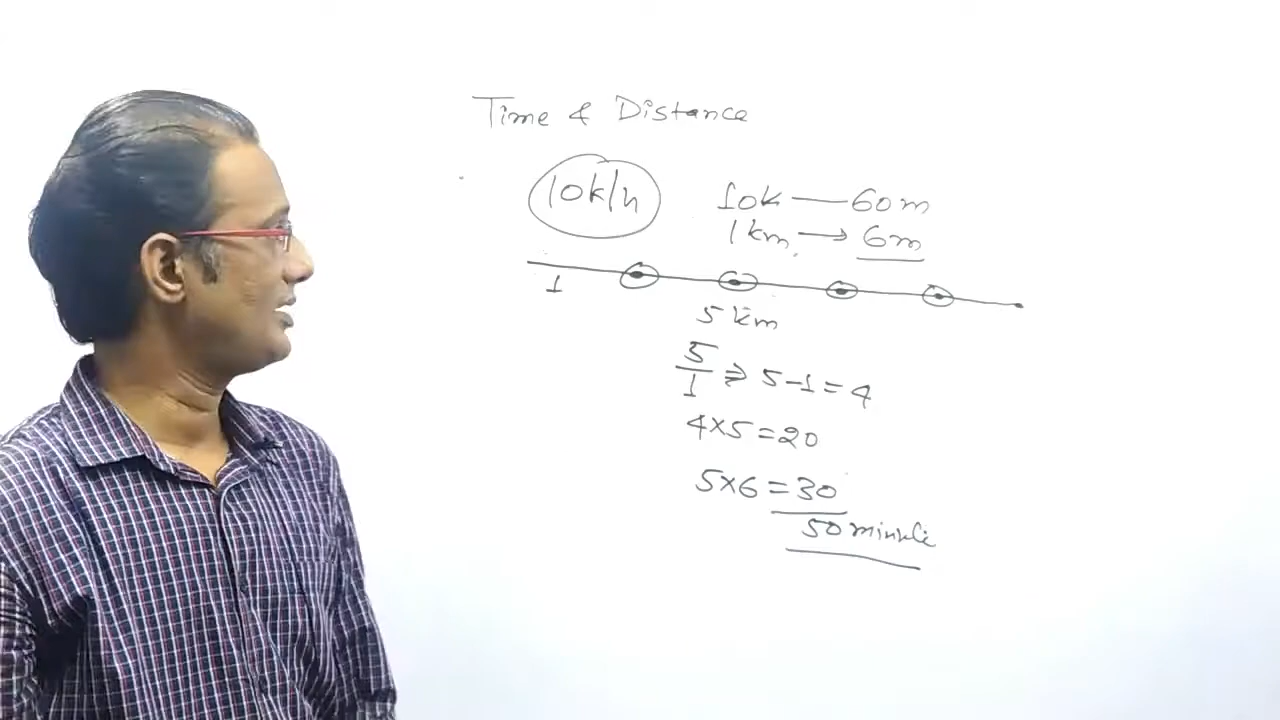 Time & Distance
10k/h
10k — 60m
1km → 6m
1
5 km
5/1 ⇒ 5-1=4
4×5=20
5×6=30
50 minute